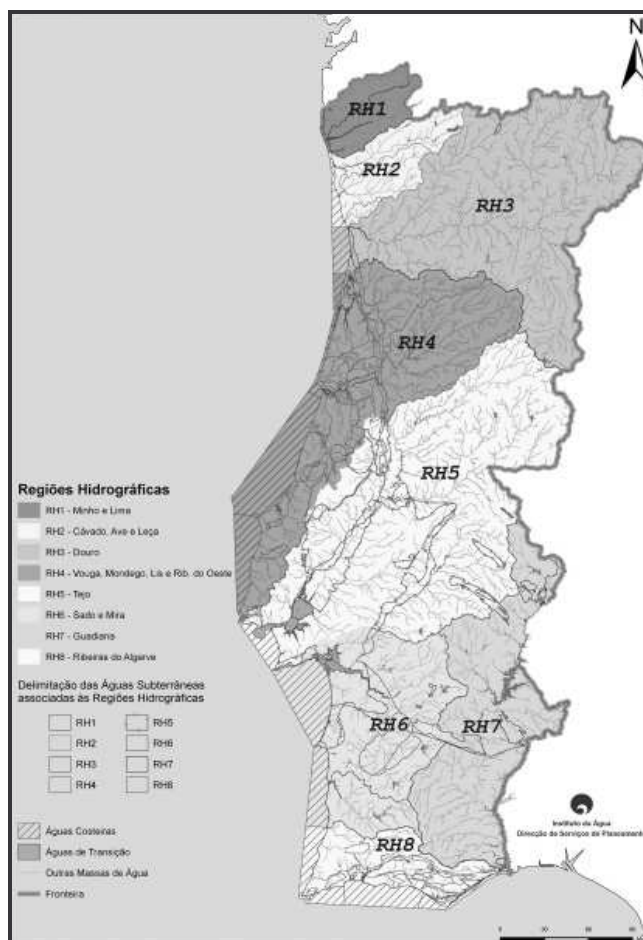 N
RH1
RH2
RH3
RH4
RH5
RH6
RH7
RH8
Regiões Hidrográficas
RH1 - Minho e Lima
RH2 - Cávado, Ave e Leça
RH3 - Douro
RH4 - Vouga, Mondego, Lis e Rib. do Oeste
RH5 - Tejo
RH6 - Sado e Mira
RH7 - Guadiana
RH8 - Ribeiras do Algarve
Delimitação das Águas Subterrâneas
associadas às Regiões Hidrográficas
RH1 RH5
RH2 RH6
RH3 RH7
RH4 RH8
Águas Costeiras
Águas de Transição
Outras Massas de Água
Fronteira
Instituto da Água
Direcção de Serviços de Planeamento
0